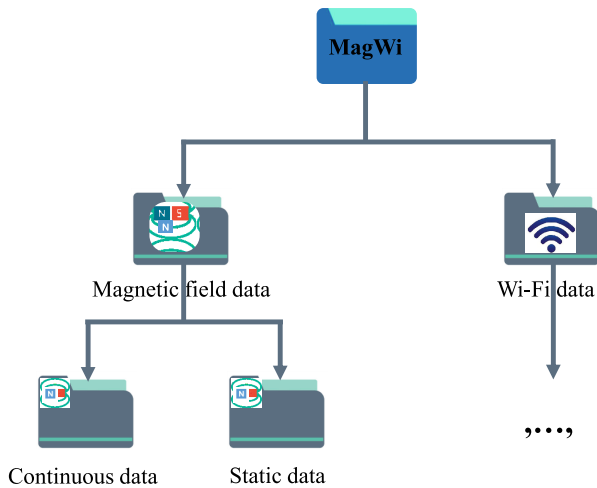 MagWi
N S
N
Magnetic field data
Wi-Fi data
N
N
,...,
Continuous data
Static data